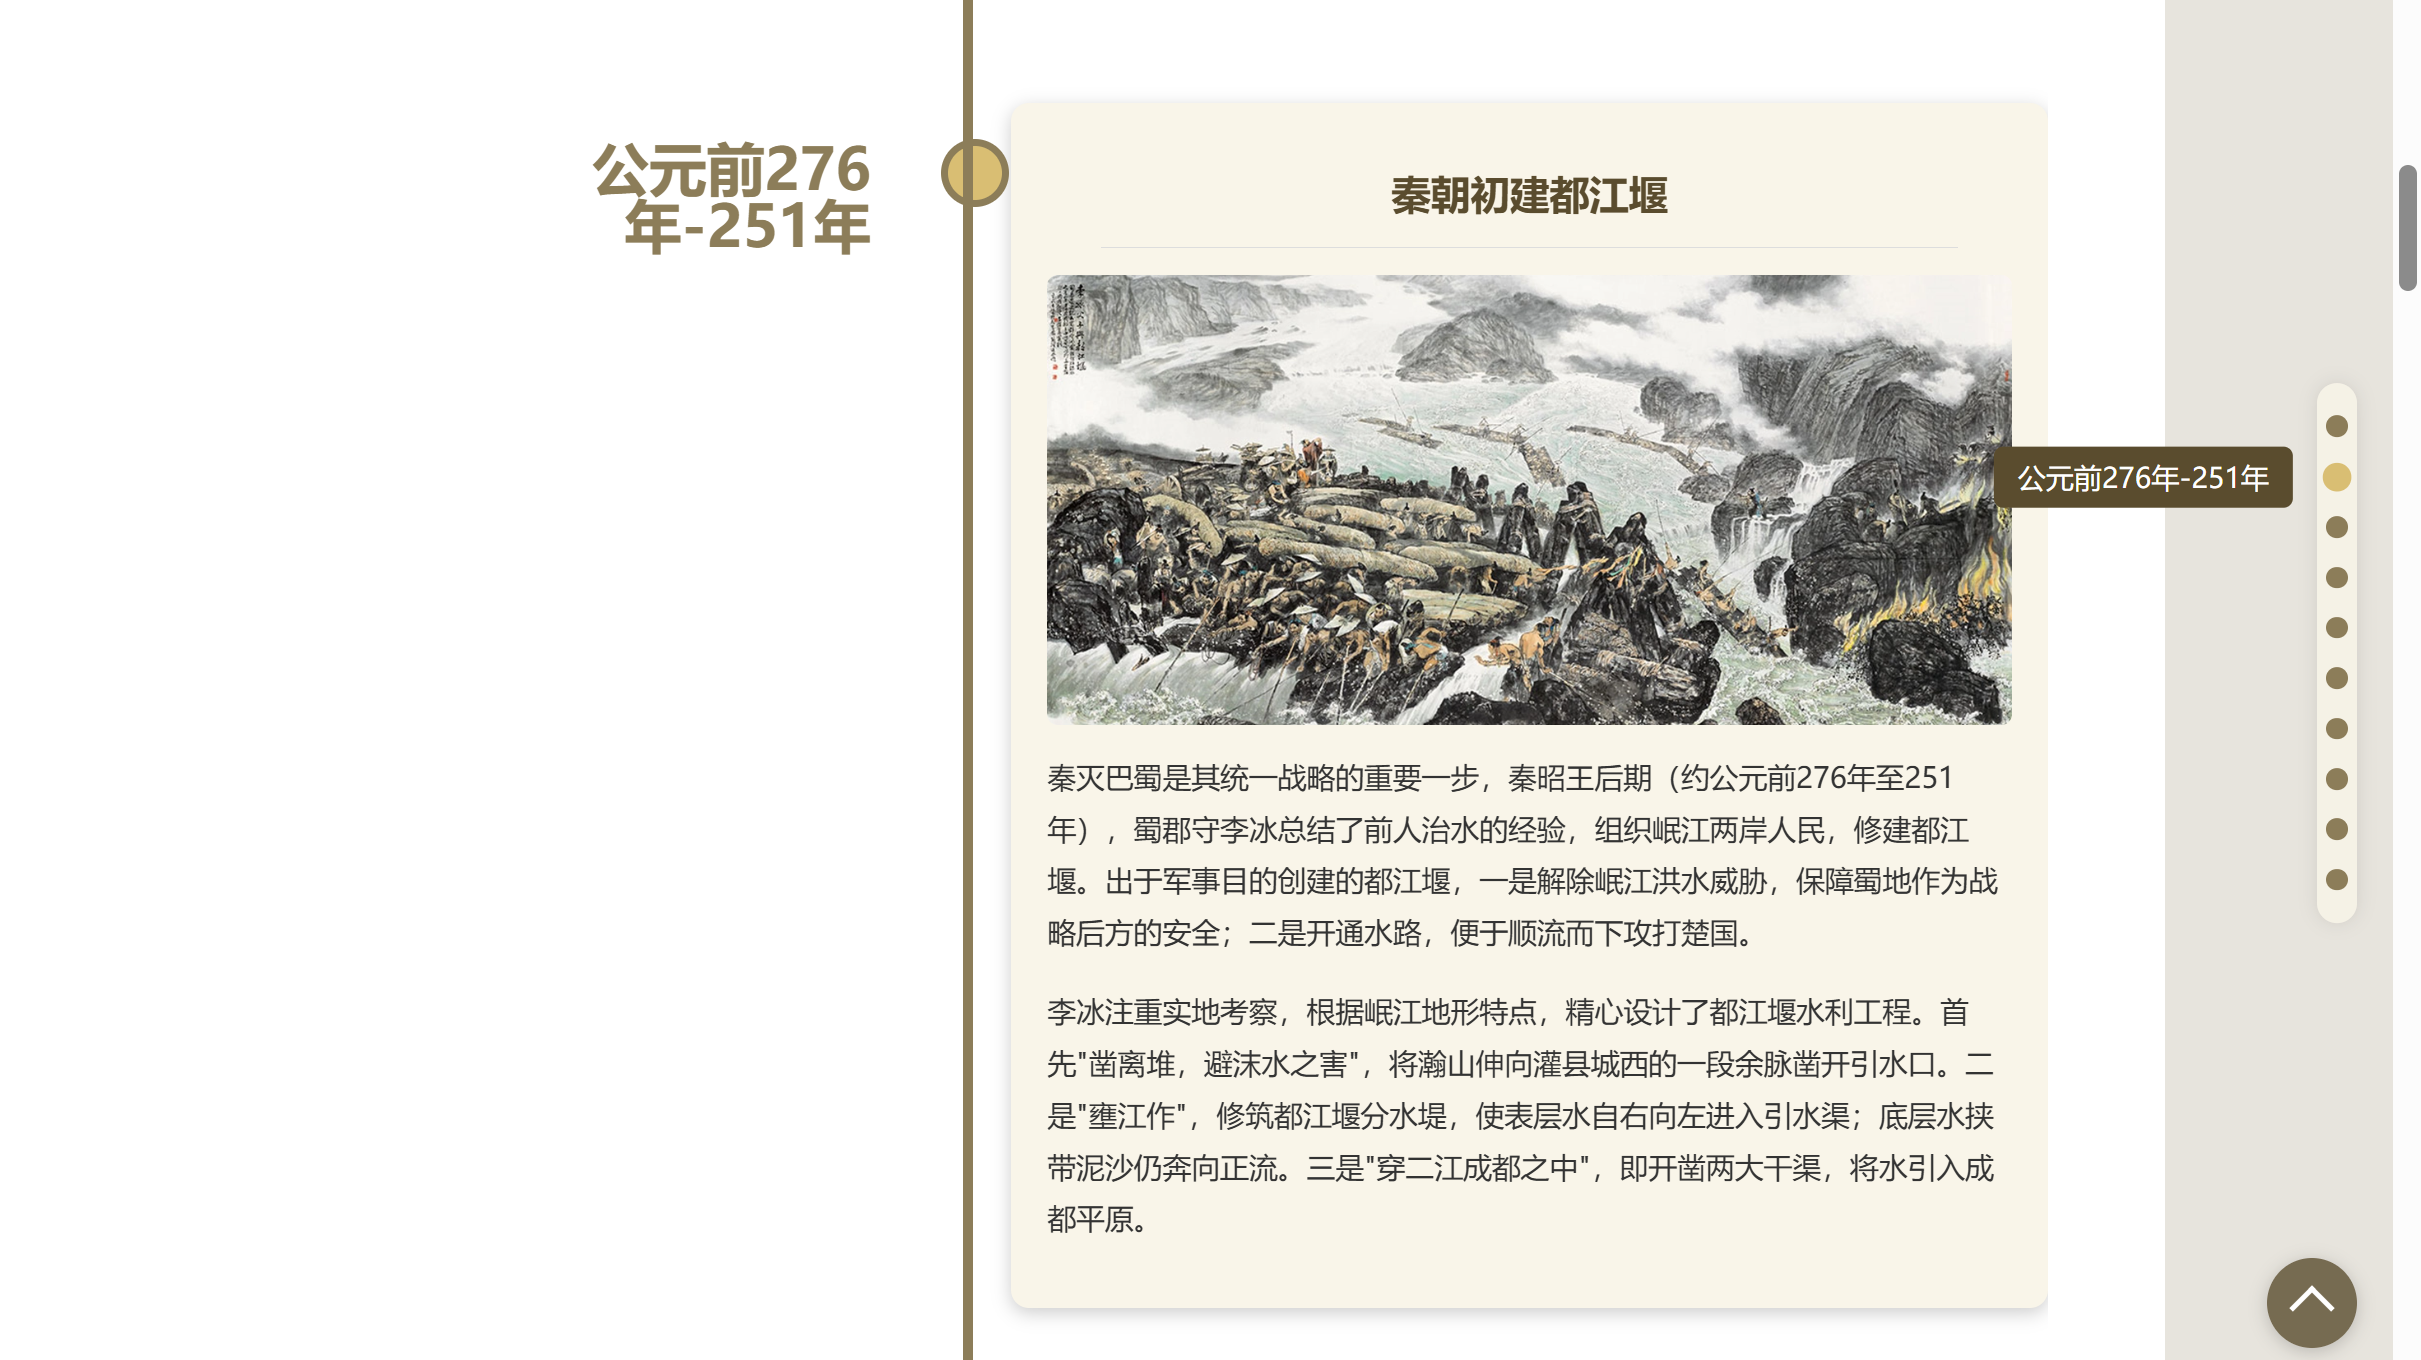 公元前276
年-251年
秦朝初建都江堰
公元前276年-251年
秦灭巴蜀是其统一战略的重要一步，秦昭王后期（约公元前276年至251
年），蜀郡守李冰总结了前人治水的经验，组织岷江两岸人民，修建都江
堰。出于军事目的创建的都江堰，一是解除岷江洪水威胁，保障蜀地作为战
略后方的安全；二是开通水路，便于顺流而下攻打楚国。
李冰注重实地考察，根据岷江地形特点，精心设计了都江堰水利工程。首
先"凿离堆，避沫水之害"，将瀚山伸向灌县城西的一段余脉凿开引水口。二
是"壅江作"，修筑都江堰分水堤，使表层水自右向左进入引水渠；底层水挟
带泥沙仍奔向正流。三是"穿二江成都之中"，即开凿两大干渠，将水引入成
都平原。